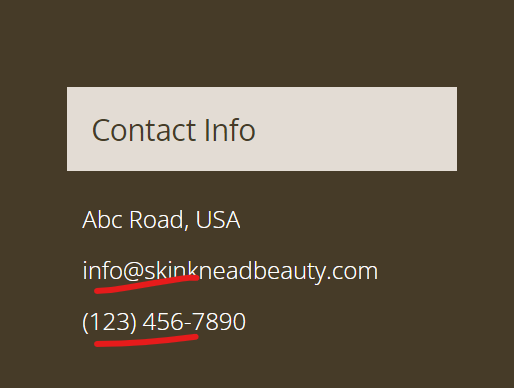 Contact Info
Abc Road, USA
info@skinkneadbeauty.com
(123) 456-7890